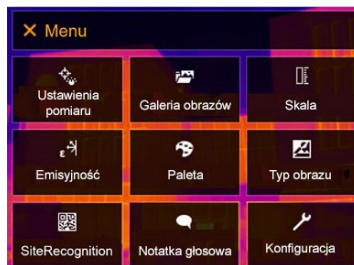 Menu
Ustawienia
pomiaru
Galeria obrazów
Skala
Emisyjność
Paleta
Typ obrazu
SiteRecognition
Notatka głosowa
Konfiguracja